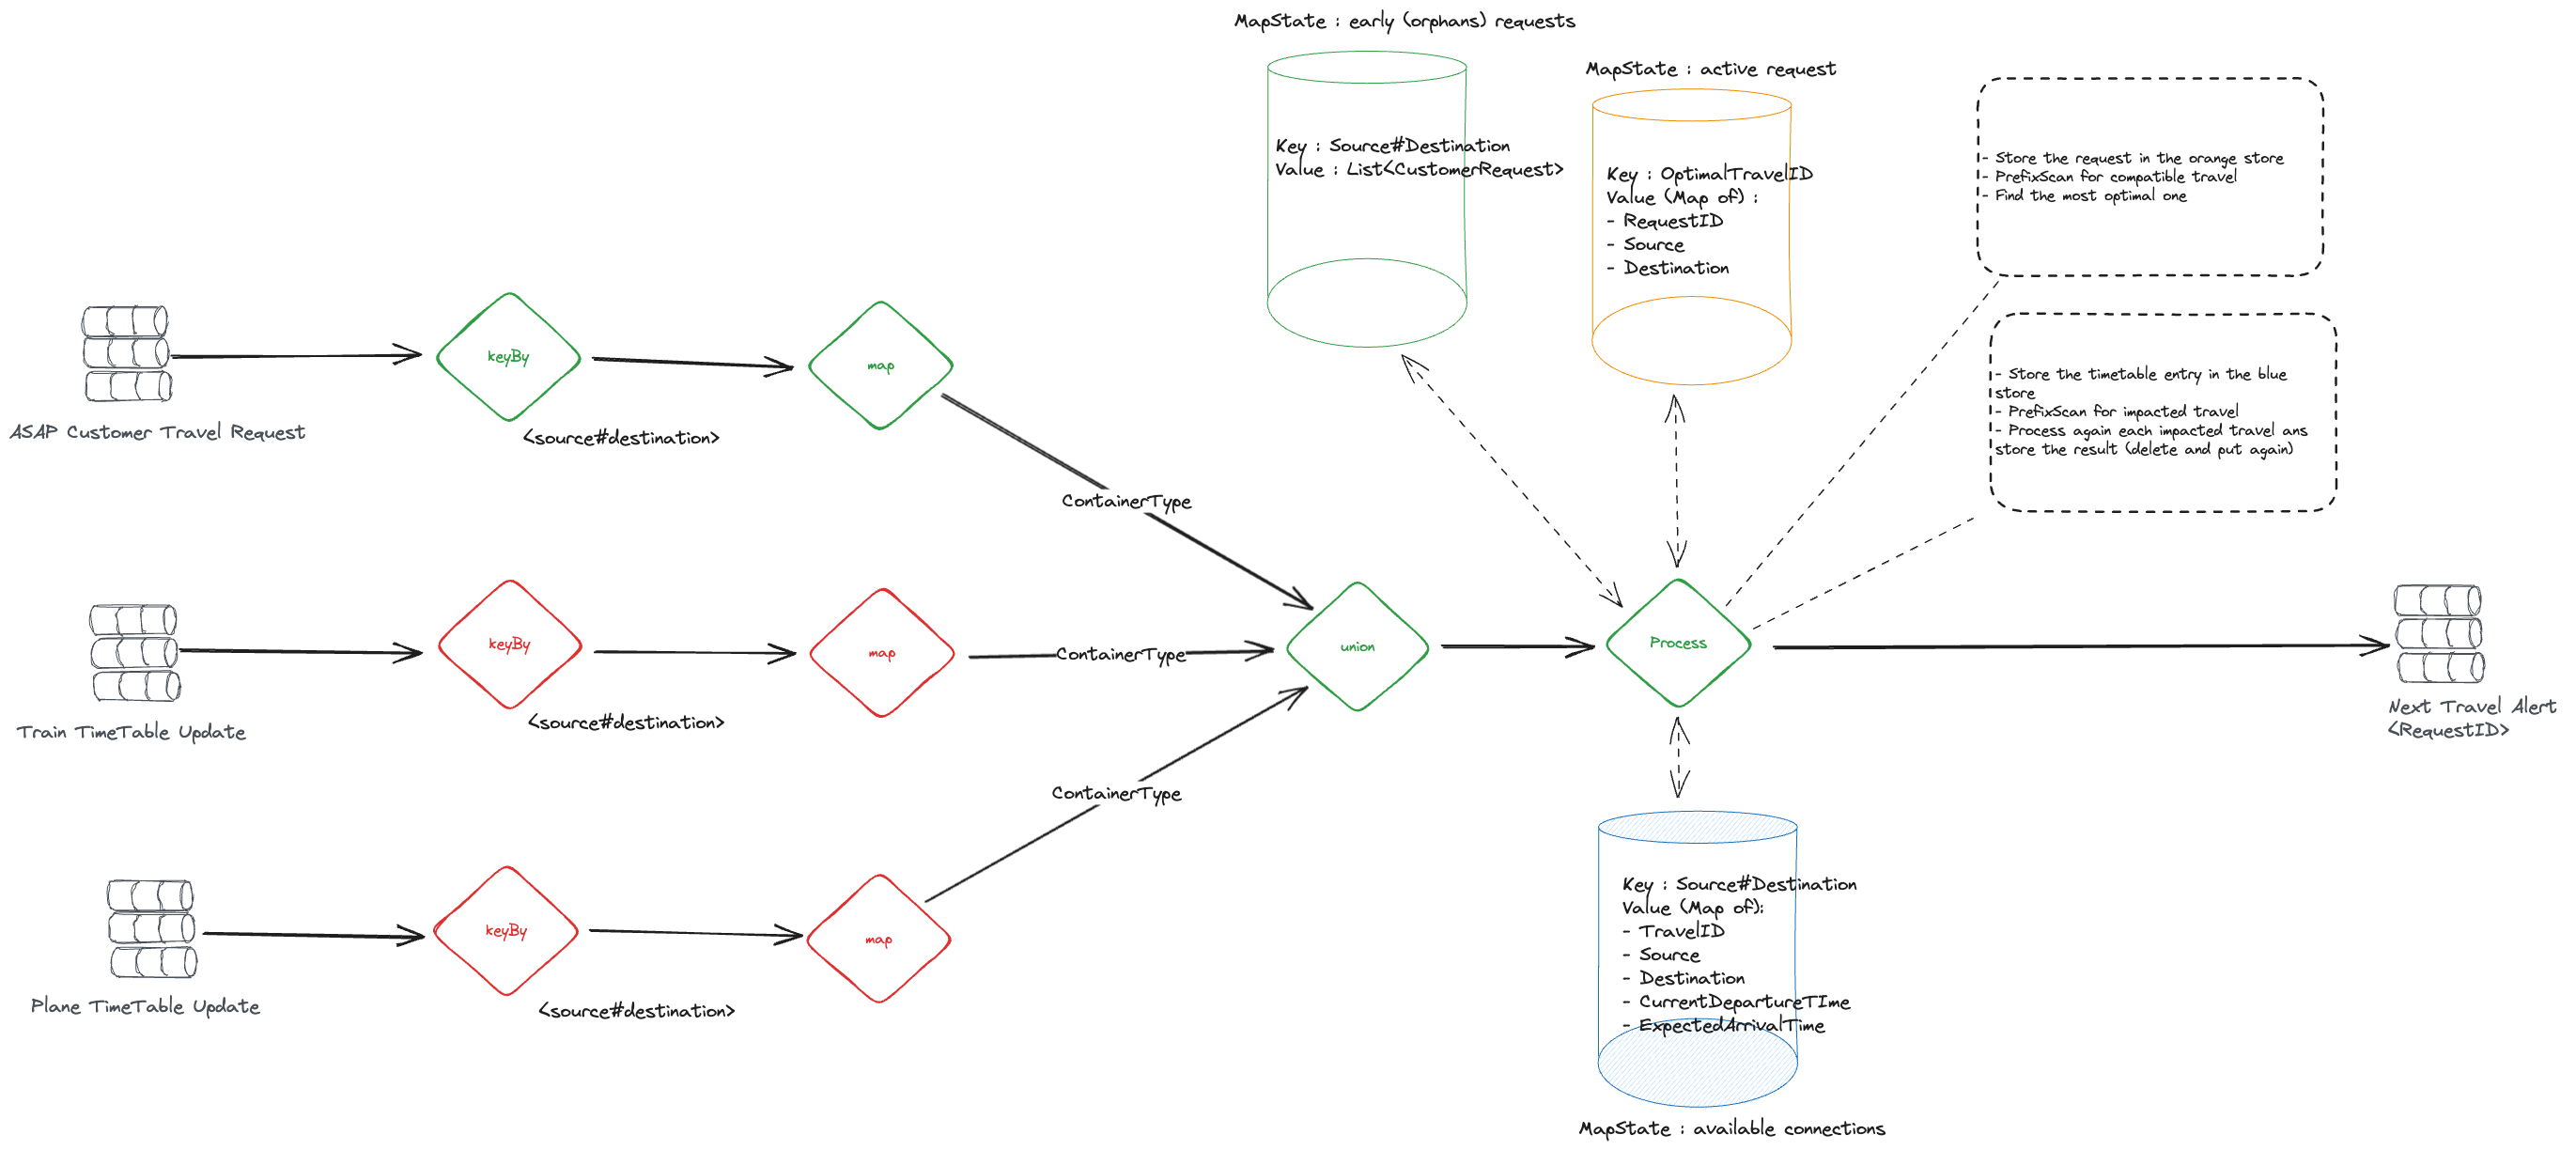 MapState : early (orphans) requests
Key : Source#Destination
Value : List<CustomerRequest>
MapState : active request
Key : OptimalTravelID
Value (Map of) :
- RequestID
- Source
- Destination
- Store the request in the orange store
- PrefixScan for compatible travel
- Find the most optimal one
- Store the timetable entry in the blue
store
- PrefixScan for impacted travel
- Process again each impacted travel ans
store the result (delete and put again)
ASAP Customer Travel Request
keyBy
<source#destination>
map
ContainerType
Train TimeTable Update
keyBy
<source#destination>
map
ContainerType
Plane TimeTable Update
keyBy
<source#destination>
map
ContainerType
union
Process
Next Travel Alert
<RequestID>
Key : Source#Destination
Value (Map of):
- TravelID
- Source
- Destination
- CurrentDepartureTIme
- ExpectedArrivalTime
MapState : available connections